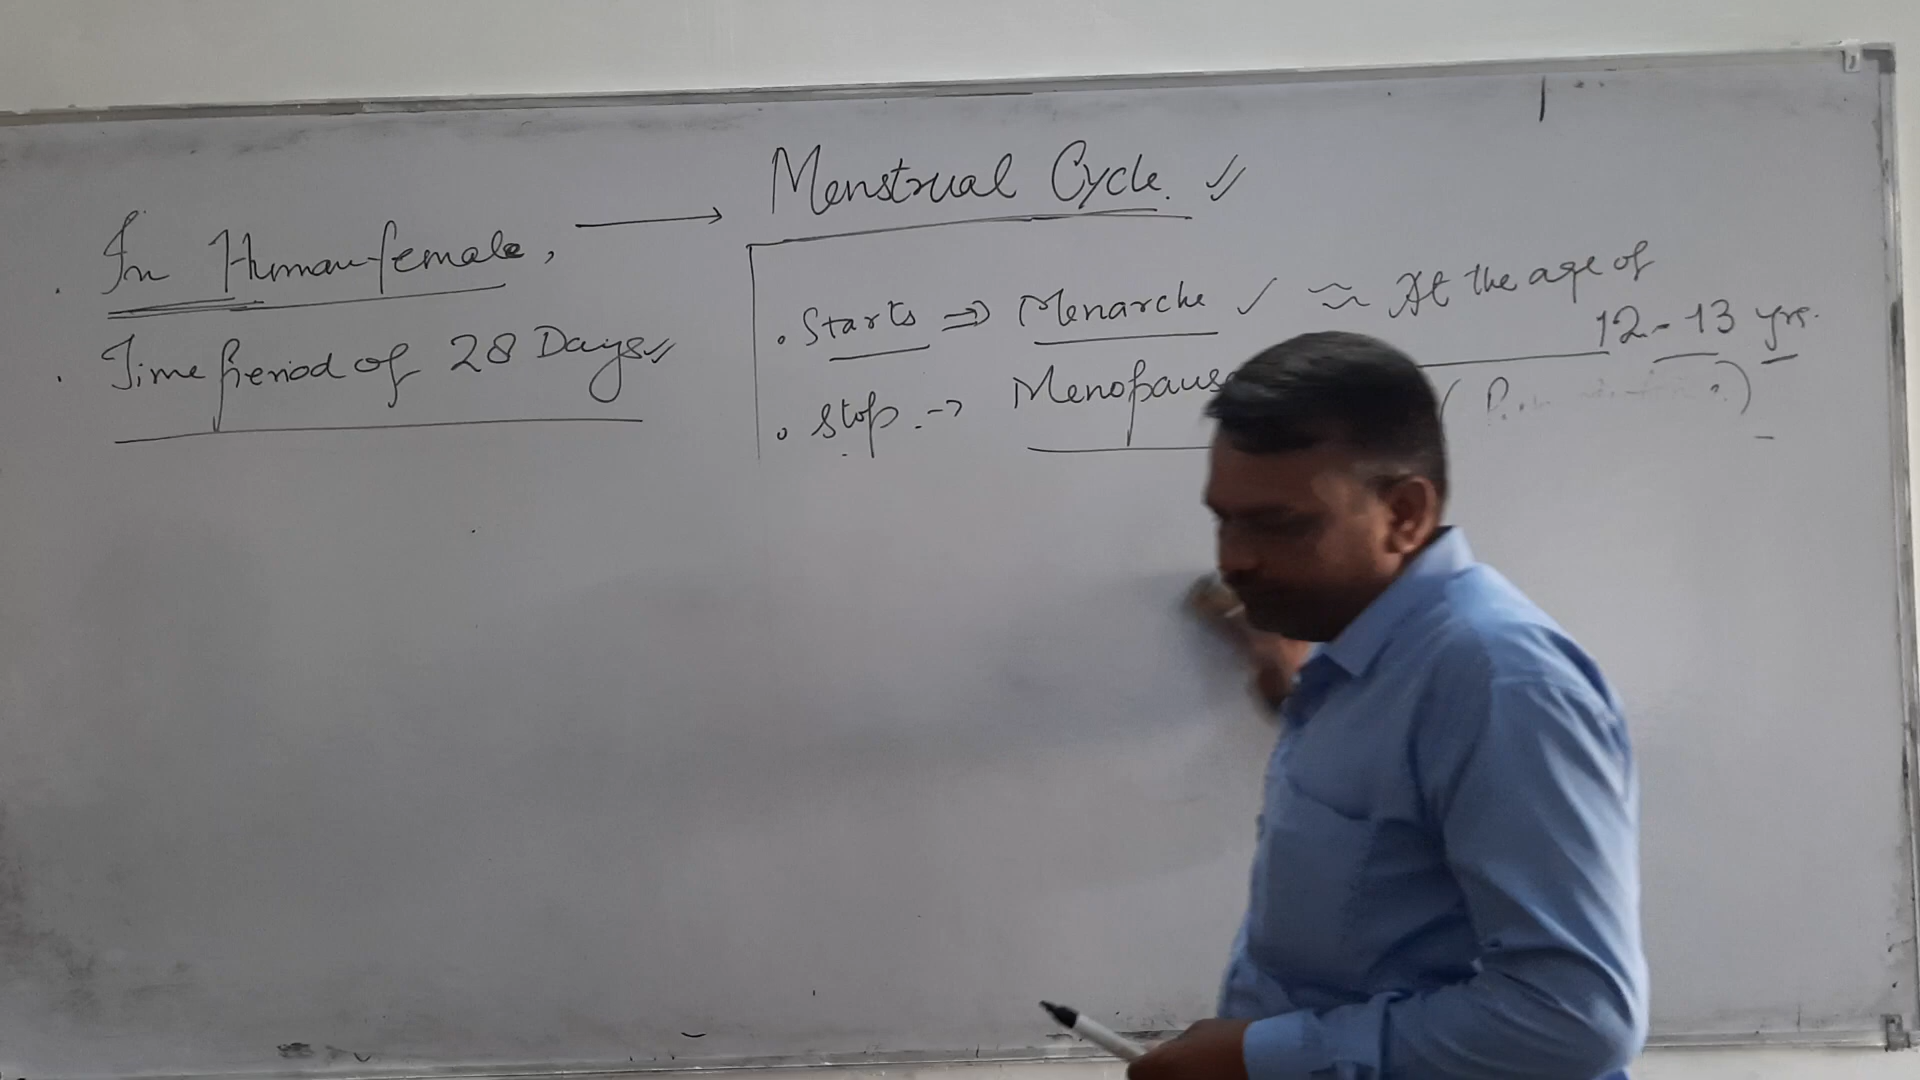 Menstrual Cycle.
. In Human female, →
. Time period of 28 Days
. Starts ⇒ Menarche ✓ ≈ At the age of
12-13 yrs.
. Stop. → Menopaus